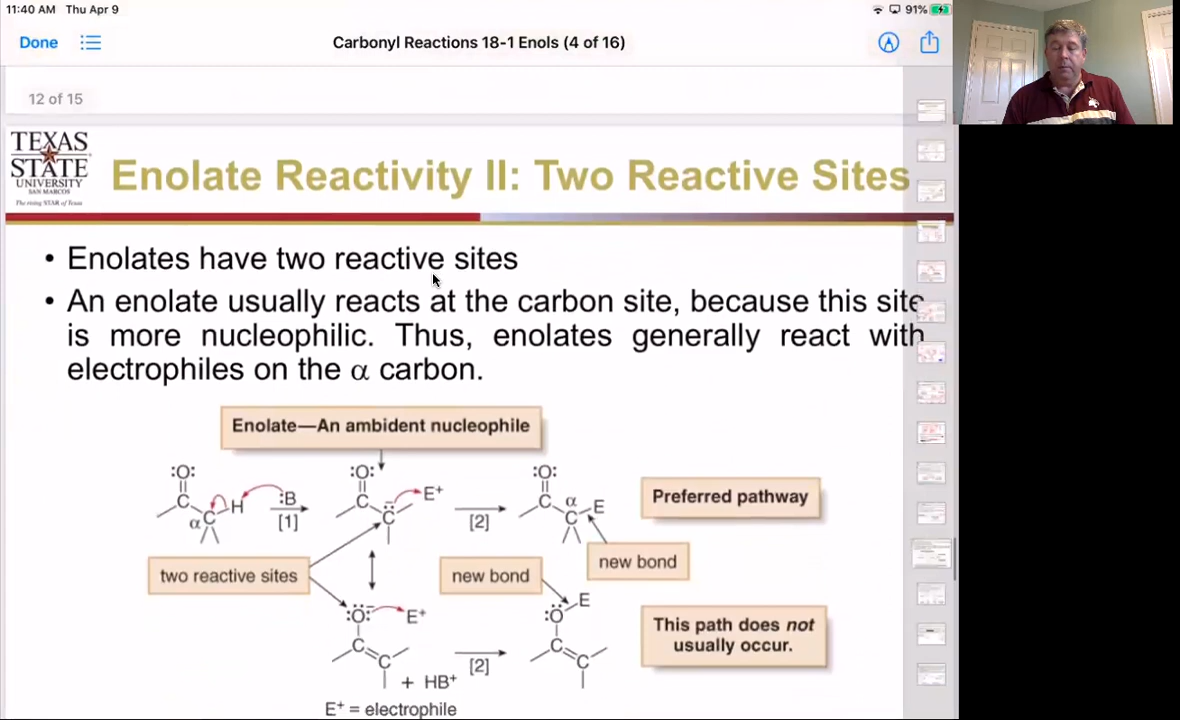 11:40 AM Thu Apr 9
91%
Done
Carbonyl Reactions 18-1 Enols (4 of 16)
12 of 15
TEXAS
STATE
UNIVERSITY
SAN MARCOS
The rising STAR of Texas
Enolate Reactivity II: Two Reactive Sites
• Enolates have two reactive sites
• An enolate usually reacts at the carbon site, because this site
is more nucleophilic. Thus, enolates generally react with
electrophiles on the α carbon.
Enolate—An ambident nucleophile
:O: :O: :O:
C C C α
H :B E+ E
α C C C
[1] [2]
Preferred pathway
two reactive sites
new bond
new bond
:O: E+ :O E
C C
C C
[2]
+ HB+
This path does not
usually occur.
E+ = electrophile